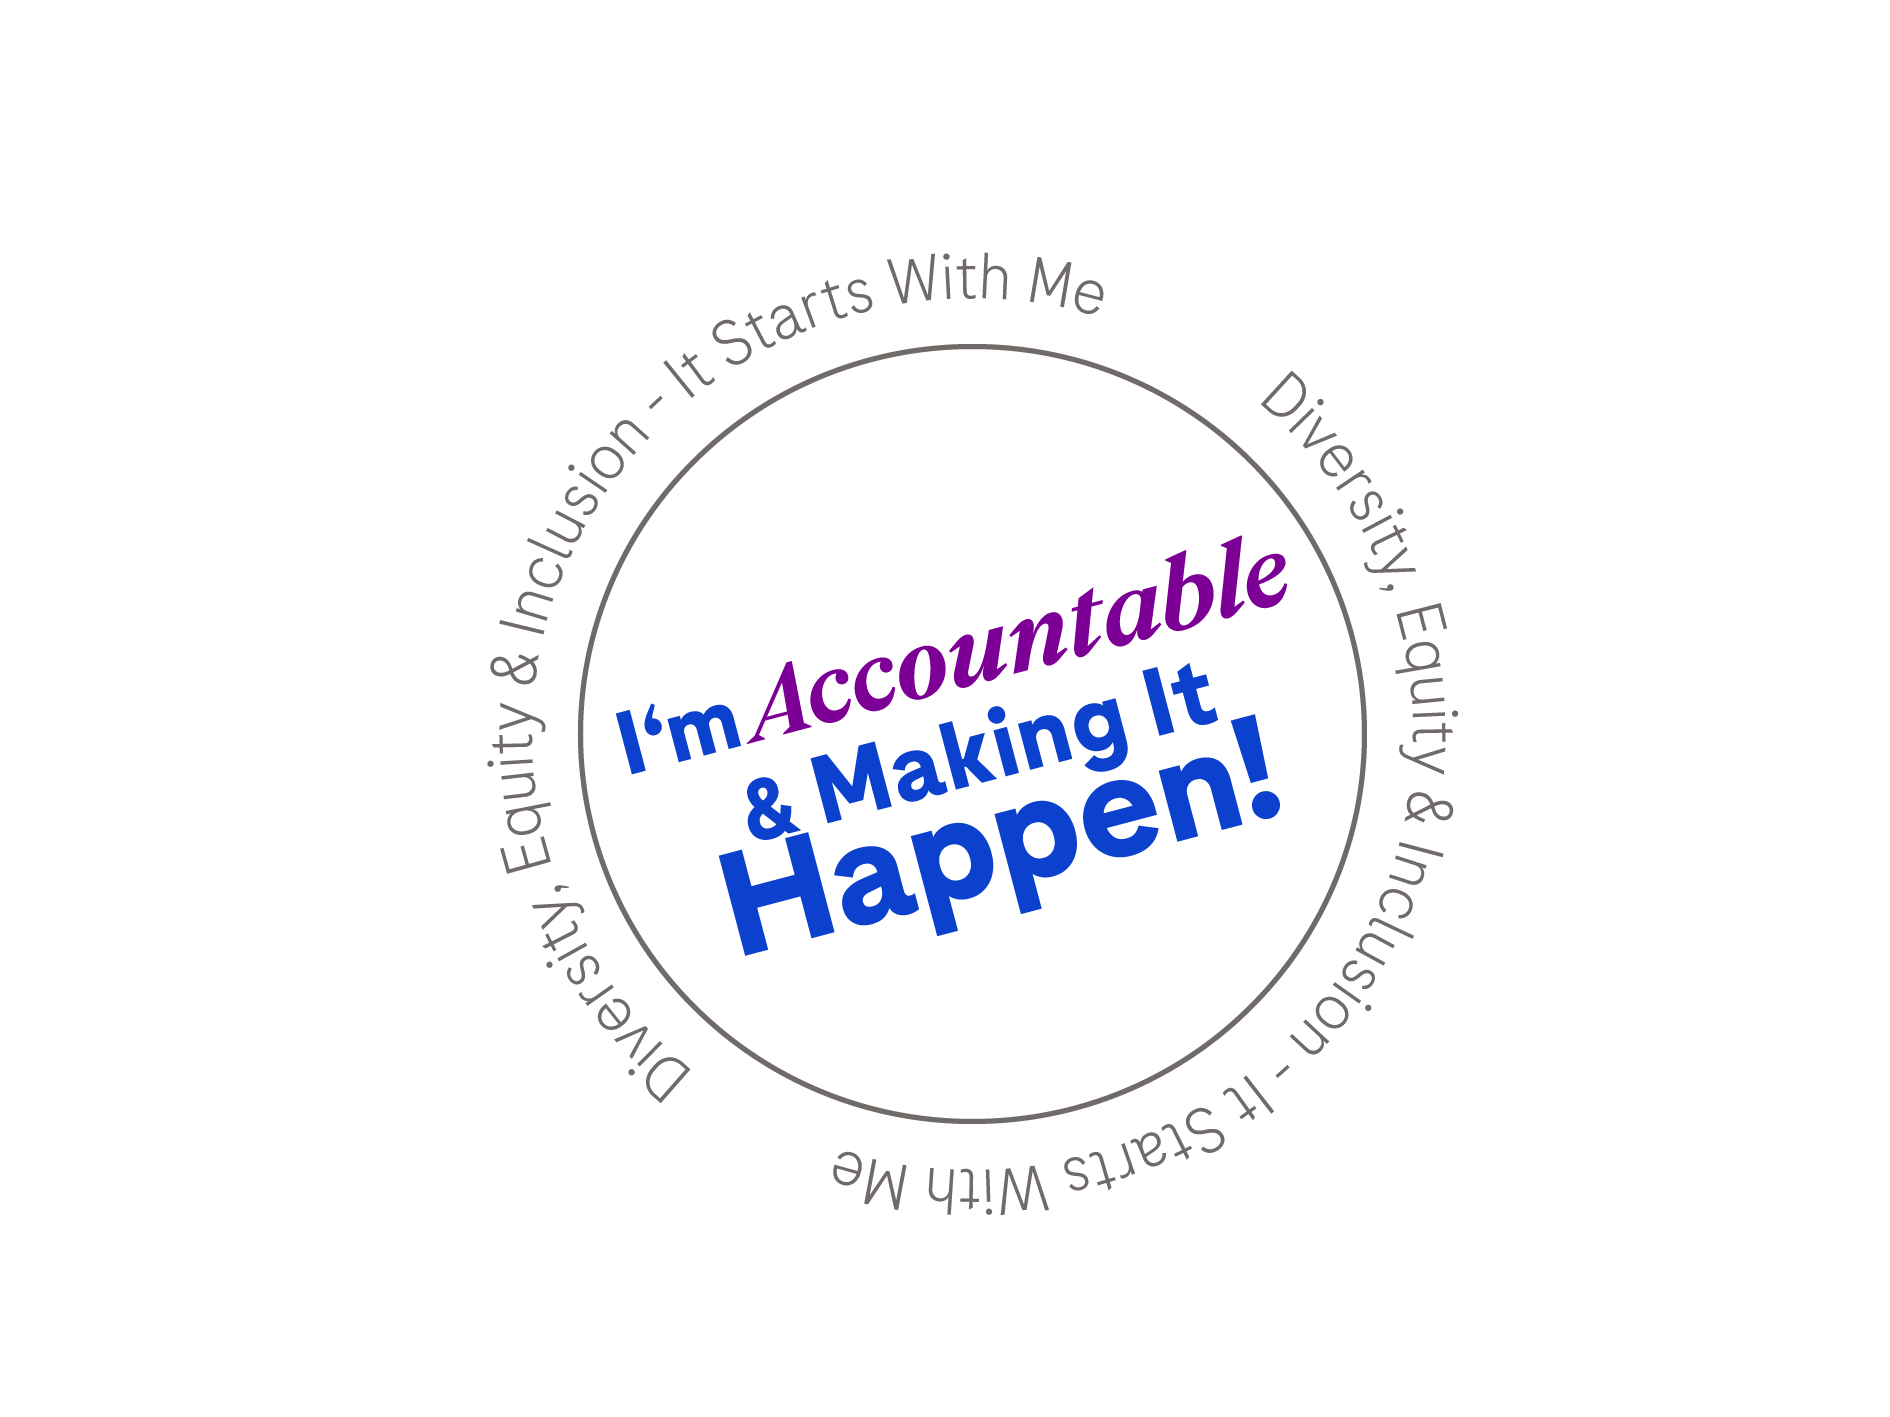 Diversity, Equity & Inclusion - It Starts With Me
I‘m Accountable
& Making It
Happen!
Diversity, Equity & Inclusion - It Starts With Me